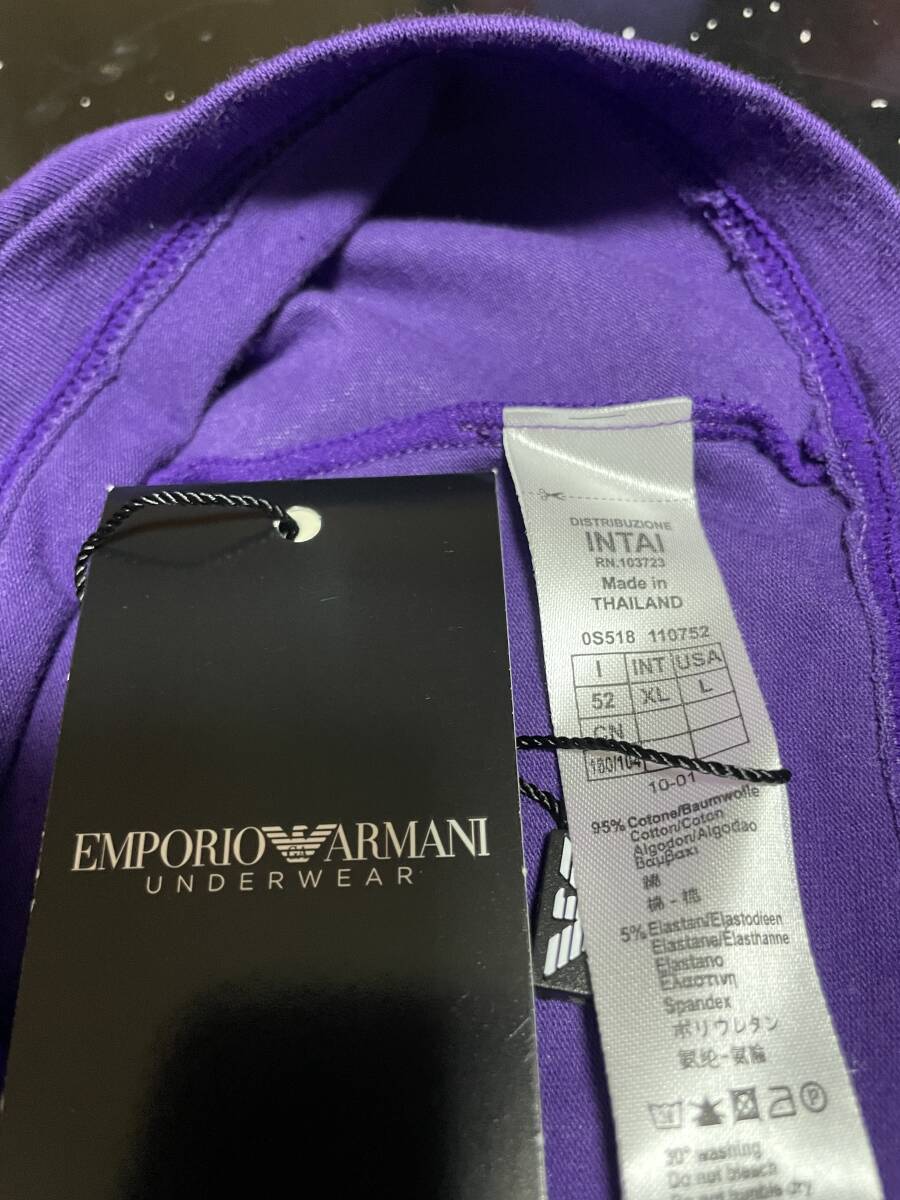 EMPORIO ARMANI
UNDERWEAR
DISTRIBUZIONE
INTAI
RN.103723
Made in
THAILAND
0S518 110752
I INT USA
52 XL L
CN
180/104
10-01
95% Cotone/Baumwolle
Cotton/Coton
Algodon/Algodao
Βαμβακι
綿
棉 - 棉
5% Elastan/Elastodieen
Elastane/Elasthanne
Elastano
Ελαστινη
Spandex
ポリウレタン
氨纶-氨綸
30° washing
Do not bleach
dry